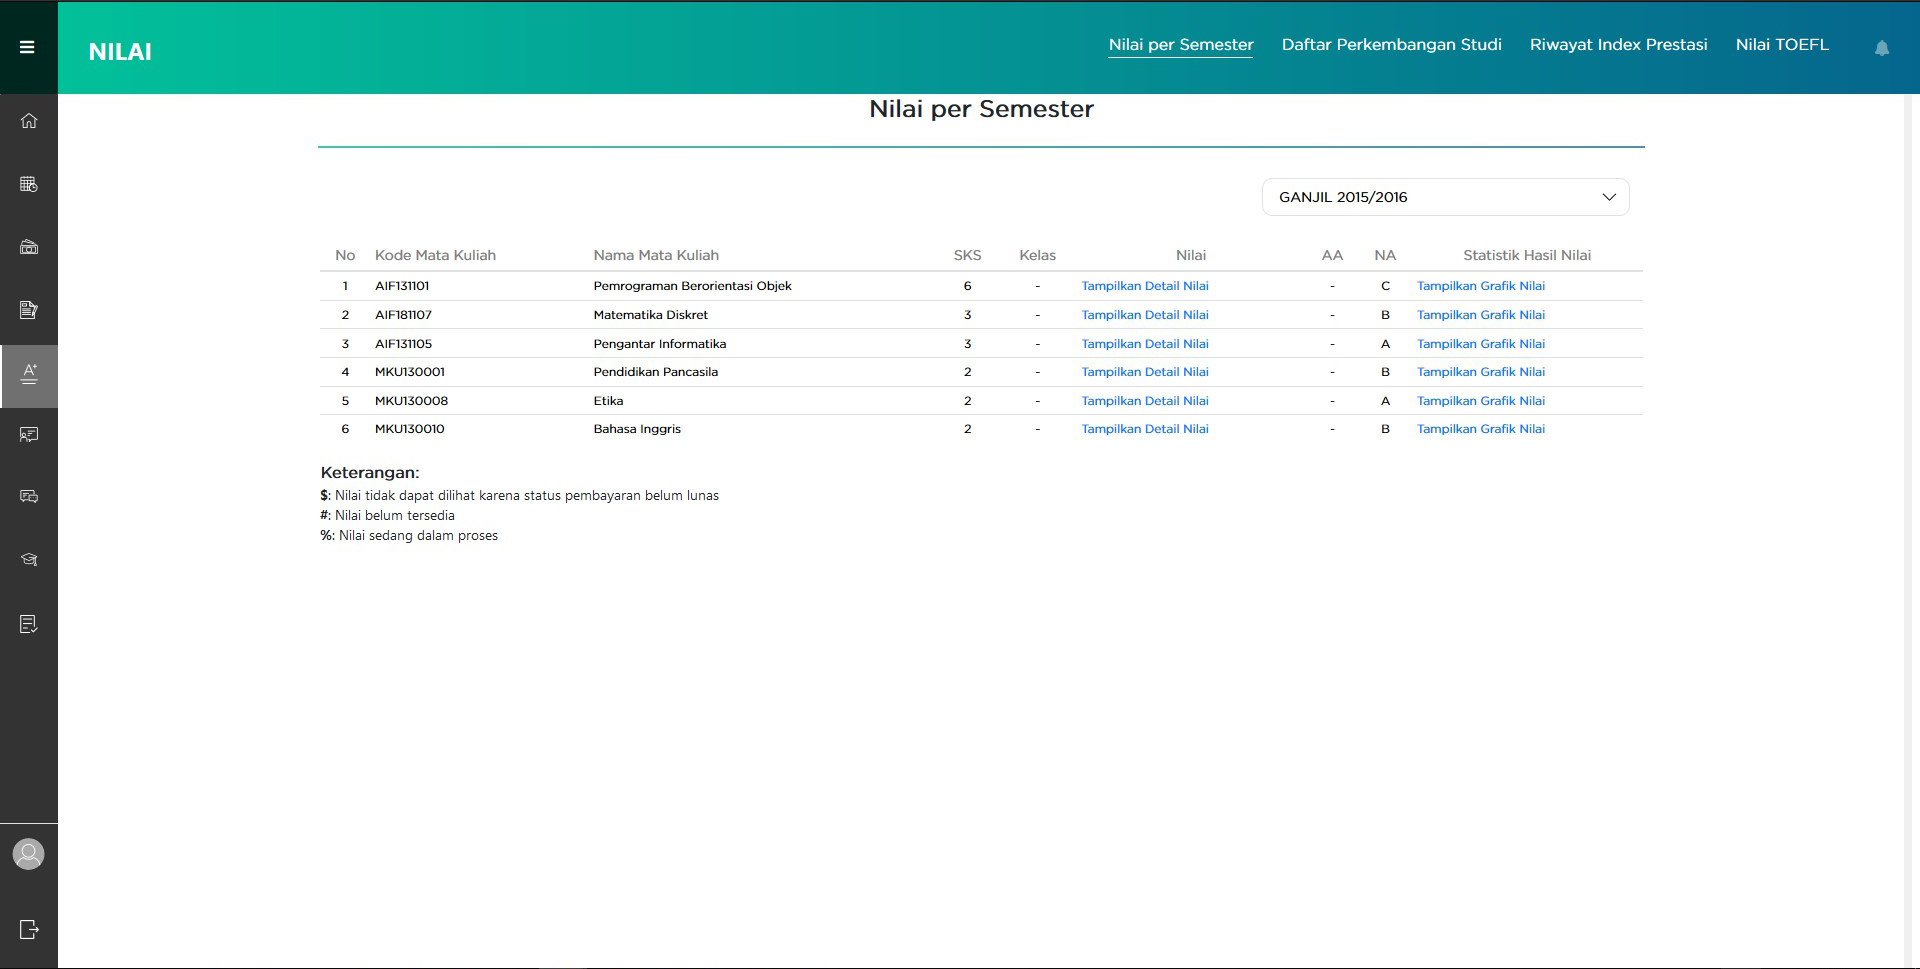 NILAI
Nilai per Semester Daftar Perkembangan Studi Riwayat Index Prestasi Nilai TOEFL
Nilai per Semester
GANJIL 2015/2016
No Kode Mata Kuliah Nama Mata Kuliah SKS Kelas Nilai AA NA Statistik Hasil Nilai
1 AIF131101 Pemrograman Berorientasi Objek 6 - Tampilkan Detail Nilai - C Tampilkan Grafik Nilai
2 AIF181107 Matematika Diskret 3 - Tampilkan Detail Nilai - B Tampilkan Grafik Nilai
3 AIF131105 Pengantar Informatika 3 - Tampilkan Detail Nilai - A Tampilkan Grafik Nilai
4 MKU130001 Pendidikan Pancasila 2 - Tampilkan Detail Nilai - B Tampilkan Grafik Nilai
5 MKU130008 Etika 2 - Tampilkan Detail Nilai - A Tampilkan Grafik Nilai
6 MKU130010 Bahasa Inggris 2 - Tampilkan Detail Nilai - B Tampilkan Grafik Nilai
Keterangan:
$: Nilai tidak dapat dilihat karena status pembayaran belum lunas
#: Nilai belum tersedia
%: Nilai sedang dalam proses